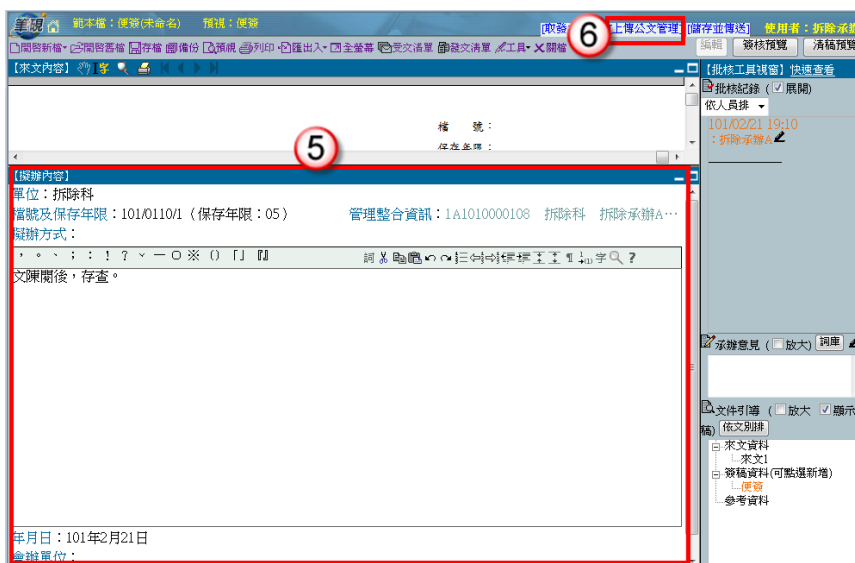 筆硯 範本檔：便簽(未命名) 預視：便簽
[取發 6 [上傳公文管理] [儲存並傳送] 使用者：拆除承辦
開啓新檔 開啓舊檔 存檔 備份 預視 列印 匯出入 全螢幕 受文清單 發文清單 工具 關檔
編輯 簽核預覽 清稿預覽
【來文內容】 字
【批核工具視窗】快速查看
批核紀錄 (展開)
依人員排
101/02/21 19:10
：拆除承辦A
檔 號：
保存年限：
5
【擬辦內容】
單位：拆除科
檔號及保存年限：101/0110/1（保存年限：05） 管理整合資訊：1A1010000108 拆除科 拆除承辦A…
擬辦方式：
， 。 、 ； ： ！ ？ ˇ — ○ ※ () 「」 『』 詞 ¶ 字 ?
文陳閱後，存查。
承辦意見 (放大) 詞庫
文件引導 (放大 顯示
稿) 依文別排
來文資料
來文1
簽稿資料(可點選新增)
便簽
參考資料
年月日：101年2月21日
會辦單位：